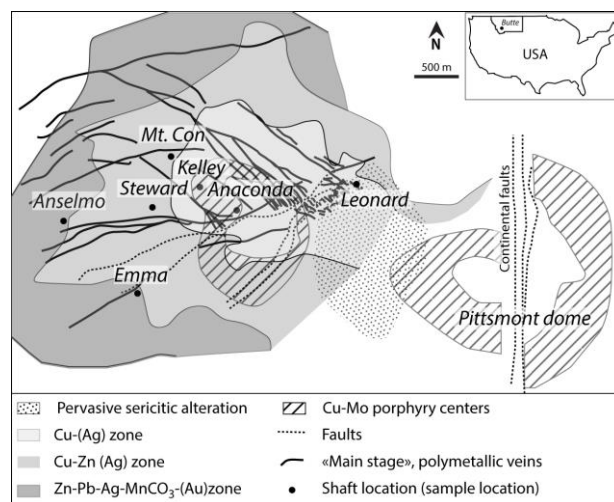 N
500 m
Butte
USA
Mt. Con
Kelley
Steward
Anaconda
Anselmo
Leonard
Emma
Continental faults
Pittsmont dome
Pervasive sericitic alteration
Cu-Mo porphyry centers
Cu-(Ag) zone
Faults
Cu-Zn (Ag) zone
«Main stage», polymetallic veins
Zn-Pb-Ag-MnCO₃-(Au)zone
Shaft location (sample location)